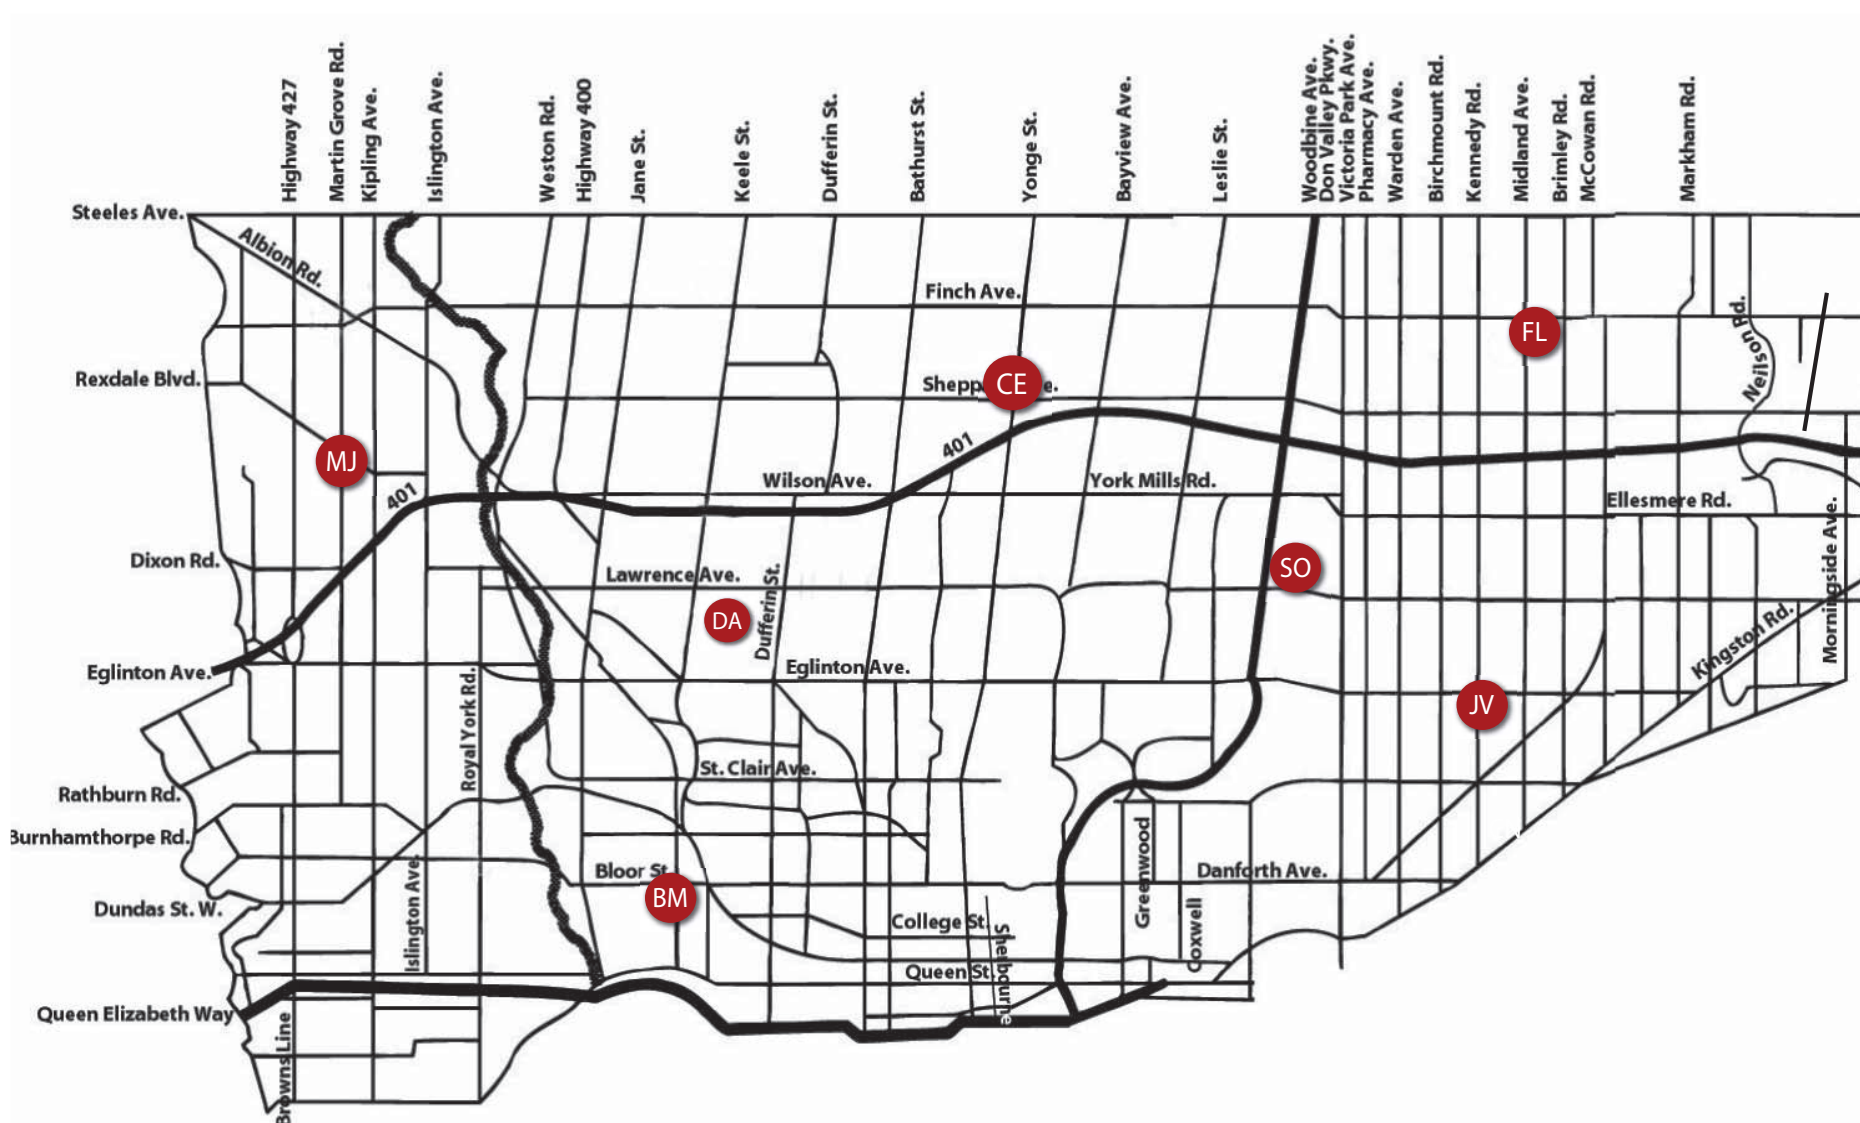 Highway 427
Martin Grove Rd.
Kipling Ave.
Islington Ave.
Weston Rd.
Highway 400
Jane St.
Keele St.
Dufferin St.
Bathurst St.
Yonge St.
Bayview Ave.
Leslie St.
Woodbine Ave.
Don Valley Pkwy.
Victoria Park Ave.
Pharmacy Ave.
Warden Ave.
Birchmount Rd.
Kennedy Rd.
Midland Ave.
Brimley Rd.
McCowan Rd.
Markham Rd.
Steeles Ave.
Albion Rd.
Finch Ave.
Neilson Rd.
FL
Rexdale Blvd.
Shepp
CE
e.
MJ
401
401
Wilson Ave.
York Mills Rd.
Ellesmere Rd.
Morningside Ave.
Dixon Rd.
Lawrence Ave.
SO
DA
Dufferin St.
Kingston Rd.
Eglinton Ave.
Eglinton Ave.
Royal York Rd.
JV
St. Clair Ave.
Rathburn Rd.
Burnhamthorpe Rd.
Greenwood
Bloor St
Danforth Ave.
BM
Islington Ave.
Dundas St. W.
College St.
Sherbourne
Coxwell
Queen St.
Queen Elizabeth Way
Browns Line